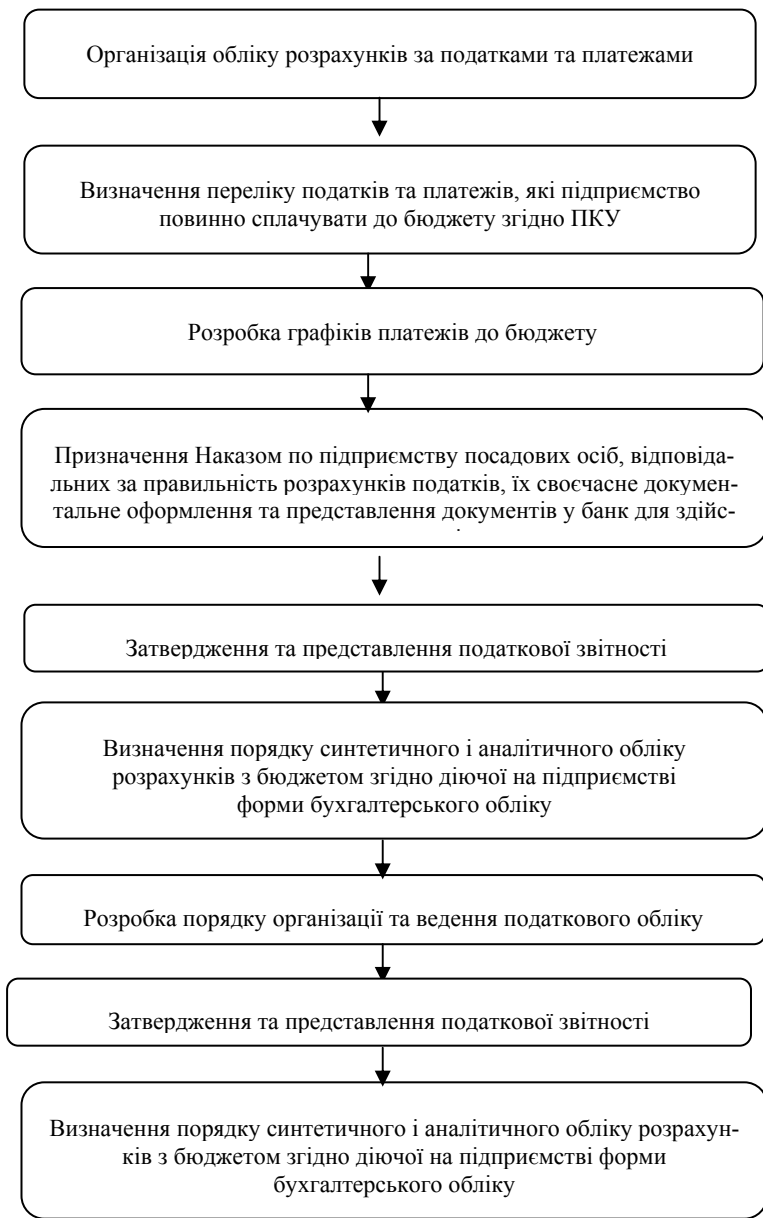 Організація обліку розрахунків за податками та платежами
Визначення переліку податків та платежів, які підприємство
повинно сплачувати до бюджету згідно ПКУ
Розробка графіків платежів до бюджету
Призначення Наказом по підприємству посадових осіб, відповіда-
льних за правильність розрахунків податків, їх своєчасне докумен-
тальне оформлення та представлення документів у банк для здійс-
Затвердження та представлення податкової звітності
Визначення порядку синтетичного і аналітичного обліку
розрахунків з бюджетом згідно діючої на підприємстві
форми бухгалтерського обліку
Розробка порядку організації та ведення податкового обліку
Затвердження та представлення податкової звітності
Визначення порядку синтетичного і аналітичного обліку розрахун-
ків з бюджетом згідно діючої на підприємстві форми
бухгалтерського обліку